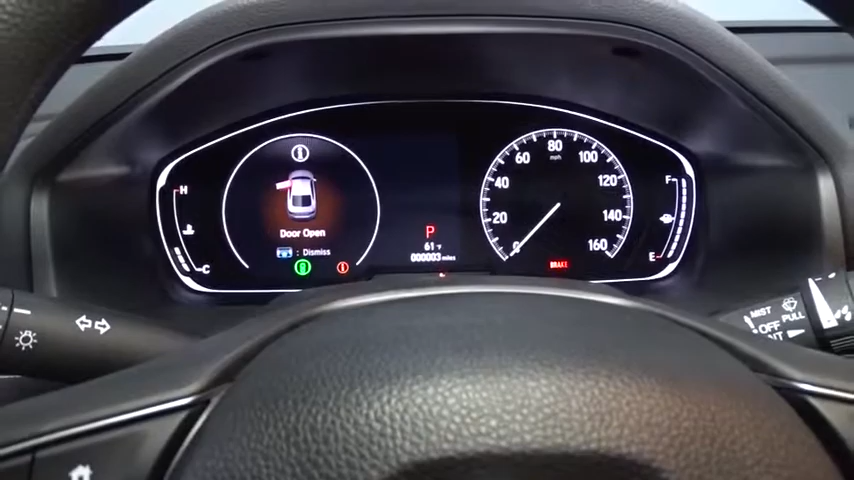 i
H
C
Door Open
: Dismiss
P
61 °F
000003 miles
0
20
40
60
80
100
120
140
160
mph
BRAKE
F
E
MIST
OFF
INT
PULL